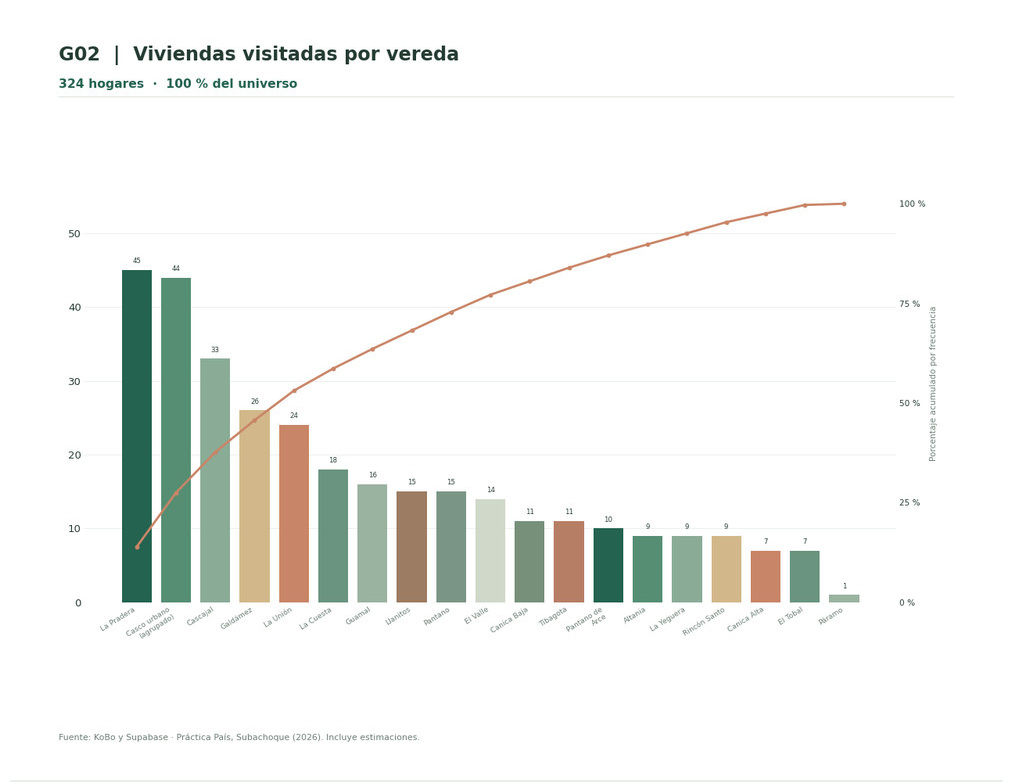 G02 | Viviendas visitadas por vereda
324 hogares · 100 % del universo
100 %
50
45
44
40
75 %
33
30
26
24
50 %
Porcentaje acumulado por frecuencia
20
18
16
15
15
14
25 %
11
11
10
10
9
9
9
7
7
1
0
0 %
La Pradera
Casco urbano
(agrupado)
Cascajal
Galdámez
La Unión
La Cuesta
Guamal
Llanitos
Pantano
El Valle
Canica Baja
Tibagota
Pantano de
Arce
Altania
La Yeguera
Rincón Santo
Canica Alta
El Tobal
Páramo
Fuente: KoBo y Supabase · Práctica País, Subachoque (2026). Incluye estimaciones.